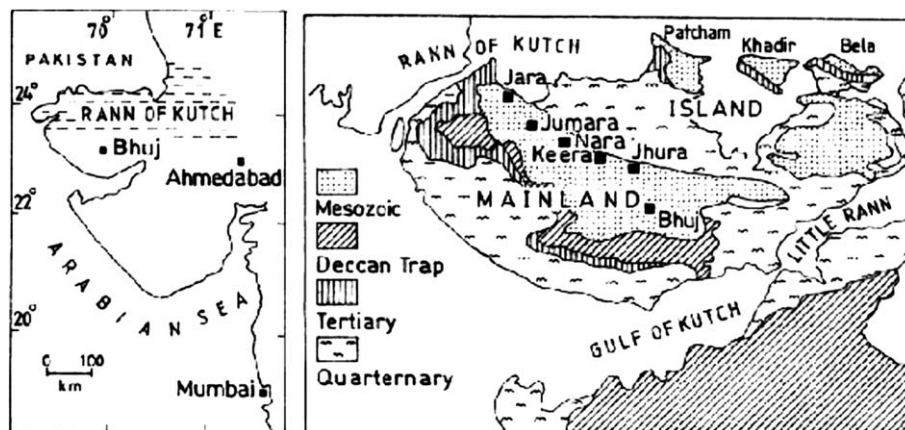 70°
71°E
PAKISTAN
24°
RANN OF KUTCH
Bhuj
Ahmedabad
22°
ARABIAN SEA
20°
0 100
km
Mumbai
RANN OF KUTCH
Patcham
Khadir
Bela
Jara
ISLAND
Jumara
Nara
Keera
Jhura
MAINLAND
Bhuj
LITTLE RANN
GULF OF KUTCH
Mesozoic
Deccan Trap
Tertiary
Quarternary